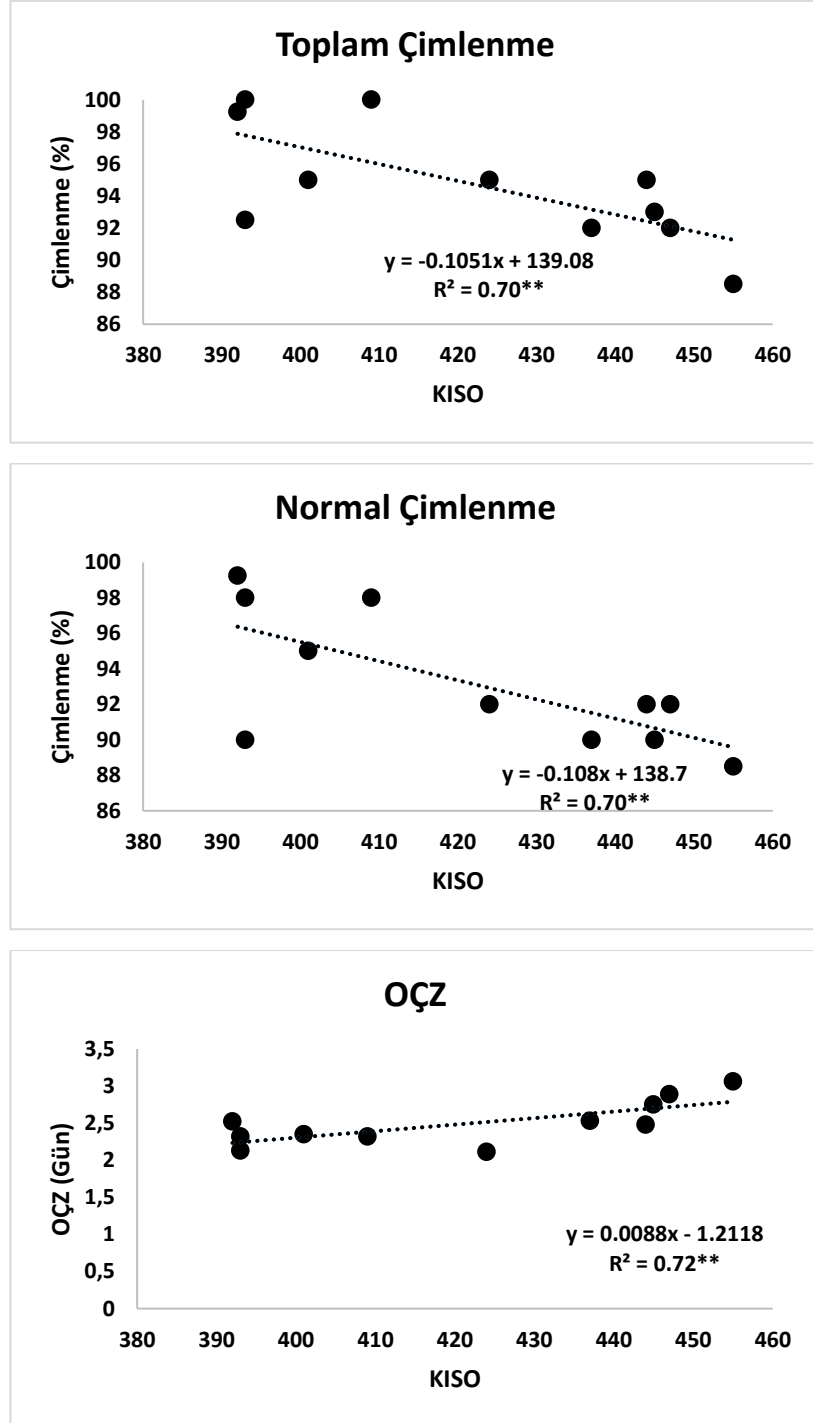 Toplam Çimlenme
Çimlenme (%)
100
98
96
94
92
90
88
86
y = -0.1051x + 139.08
R² = 0.70**
380 390 400 410 420 430 440 450 460
KISO
Normal Çimlenme
Çimlenme (%)
100
98
96
94
92
90
88
86
y = -0.108x + 138.7
R² = 0.70**
380 390 400 410 420 430 440 450 460
KISO
OÇZ
OÇZ (Gün)
3,5
3
2,5
2
1,5
1
0,5
0
y = 0.0088x - 1.2118
R² = 0.72**
380 390 400 410 420 430 440 450 460
KISO